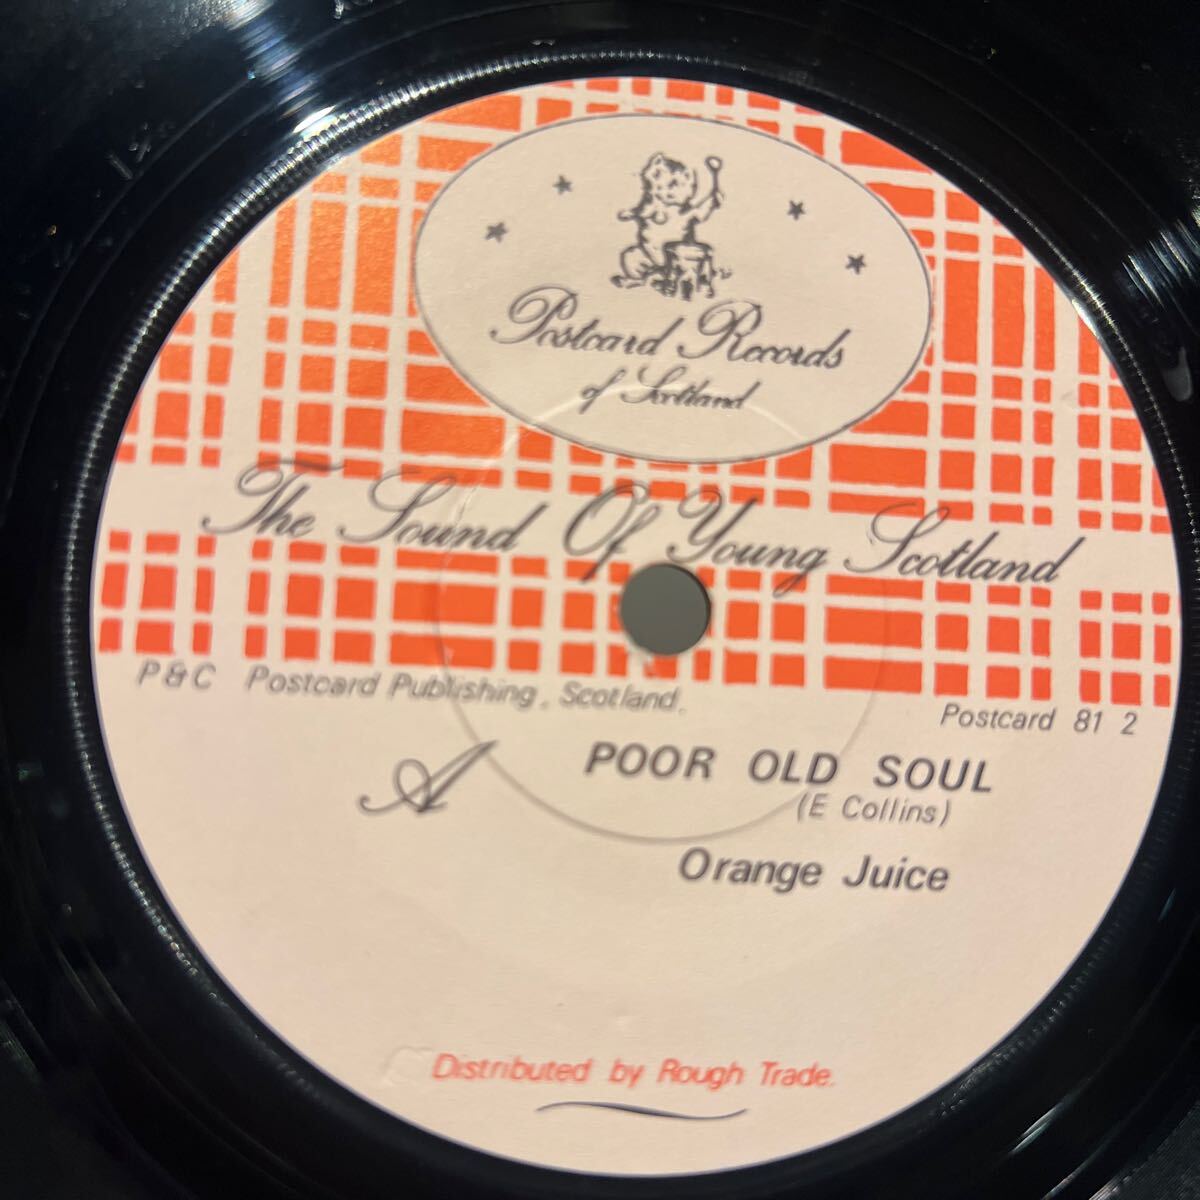 Postcard Records
of Scotland
The Sound Of Young Scotland
P & C Postcard Publishing, Scotland.
Postcard 81 2
A
POOR OLD SOUL
(E Collins)
Orange Juice
Distributed by Rough Trade.